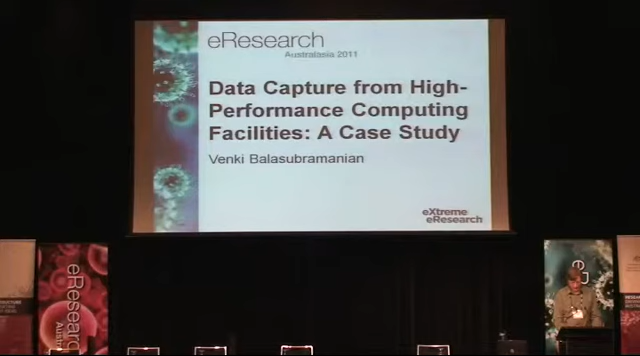 eResearch
Australasia 2011
Data Capture from High-
Performance Computing
Facilities: A Case Study
Venki Balasubramanian
eXtreme
eResearch
eResearch